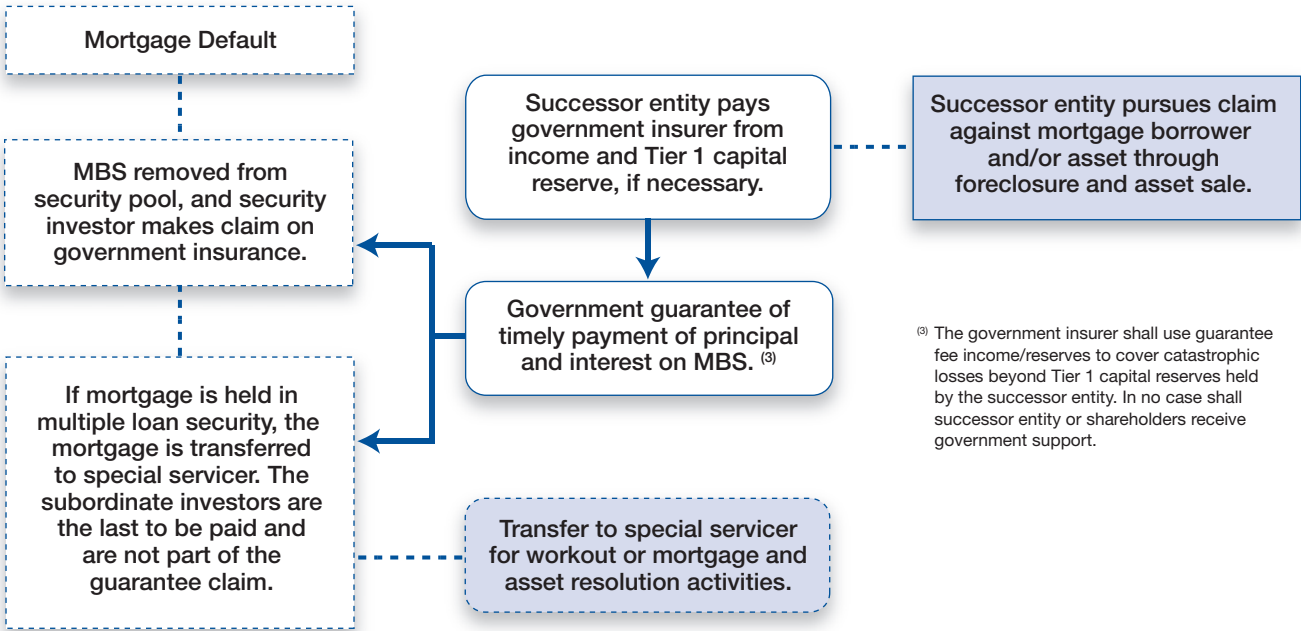 Mortgage Default
MBS removed from
security pool, and security
investor makes claim on
government insurance.
If mortgage is held in
multiple loan security, the
mortgage is transferred
to special servicer. The
subordinate investors are
the last to be paid and
are not part of the
guarantee claim.
Successor entity pays
government insurer from
income and Tier 1 capital
reserve, if necessary.
Government guarantee of
timely payment of principal
and interest on MBS. (3)
Transfer to special servicer
for workout or mortgage and
asset resolution activities.
Successor entity pursues claim
against mortgage borrower
and/or asset through
foreclosure and asset sale.
(3) The government insurer shall use guarantee
fee income/reserves to cover catastrophic
losses beyond Tier 1 capital reserves held
by the successor entity. In no case shall
successor entity or shareholders receive
government support.